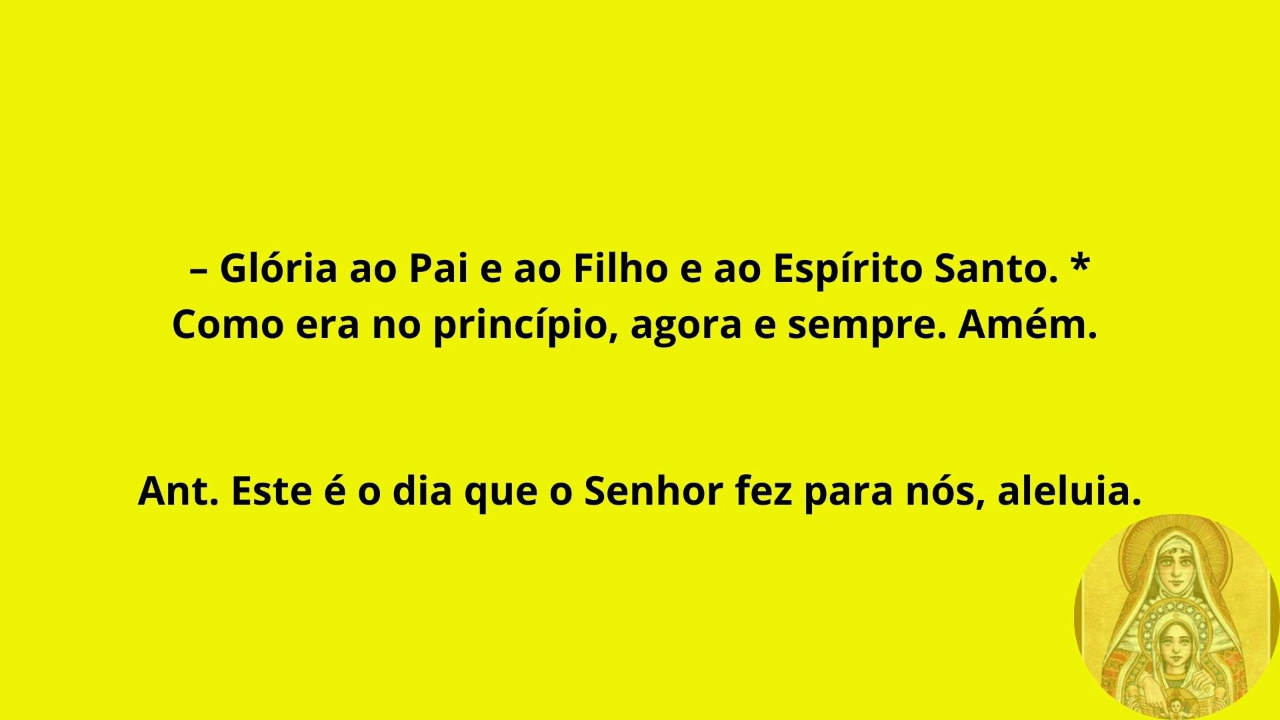 – Glória ao Pai e ao Filho e ao Espírito Santo. *
Como era no princípio, agora e sempre. Amém.
Ant. Este é o dia que o Senhor fez para nós, aleluia.